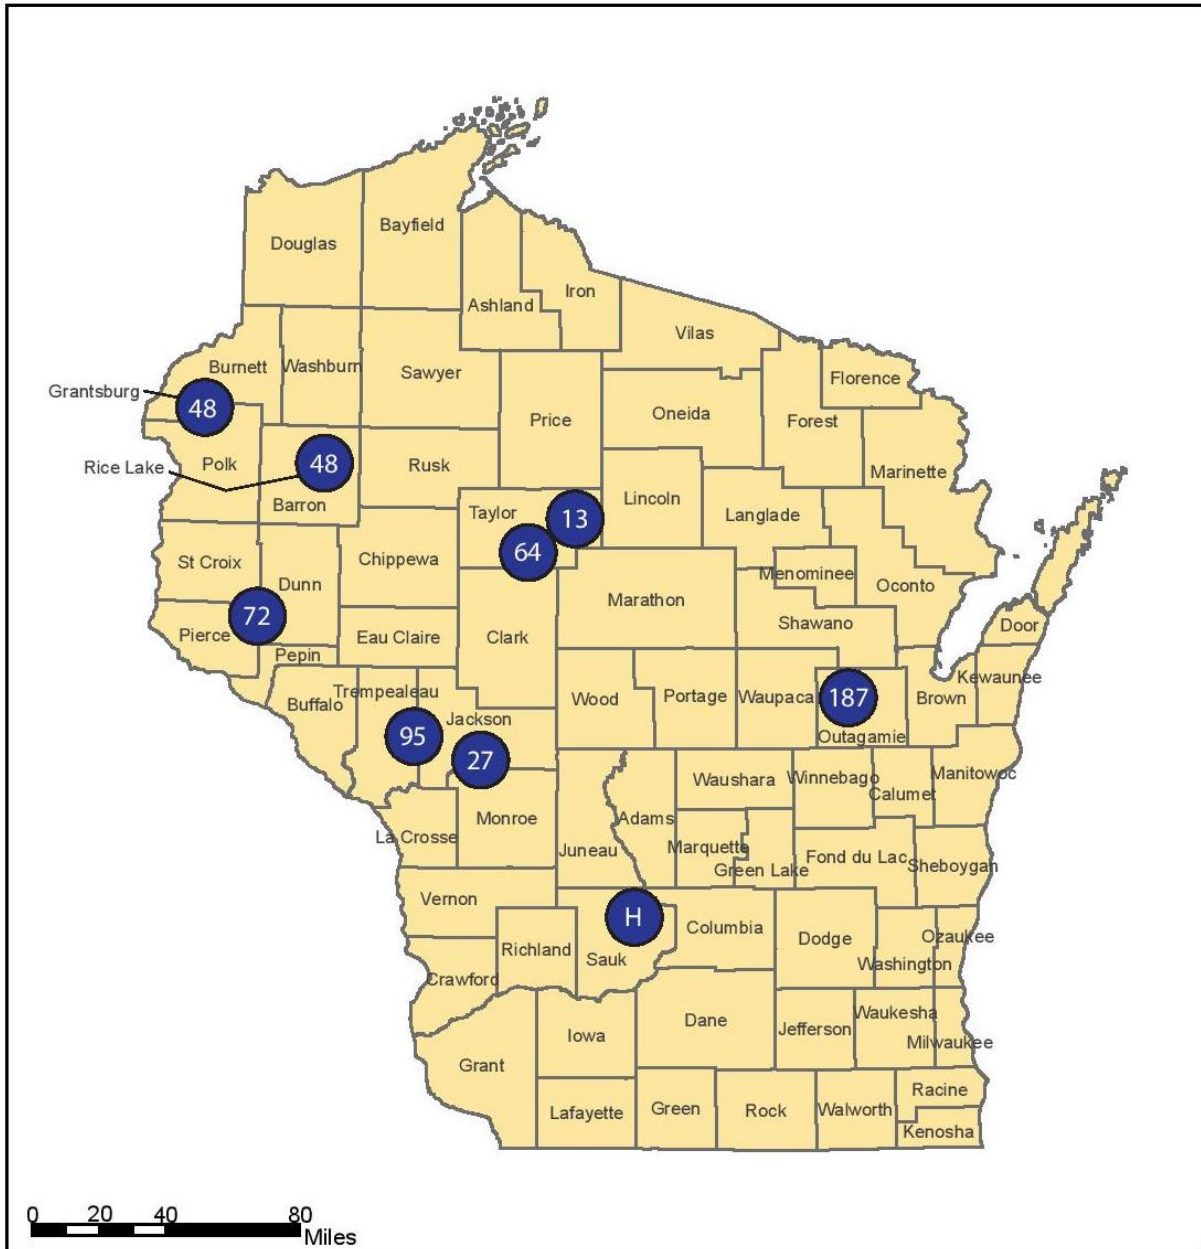 Bayfield
Douglas
Iron
Ashland
Vilas
Burnett
Washburn
Sawyer
Florence
Grantsburg
48
Oneida
Price
Forest
Polk
Rice Lake
48
Rusk
Marinette
Barron
Lincoln
Taylor
13
Langlade
64
St Croix
Chippewa
Menominee
Dunn
Oconto
Marathon
72
Shawano
Door
Pierce
Eau Claire
Clark
Pepin
Kewaunee
Trempealeau
Buffalo
Wood
Portage
Waupaca
187
Brown
Jackson
95
Outagamie
27
Waushara
Winnebago
Manitowoc
Calumet
Monroe
Adams
La Crosse
Juneau
Marquette
Fond du Lac
Sheboygan
Green Lake
Vernon
H
Columbia
Dodge
Ozaukee
Richland
Sauk
Washington
Crawford
Waukesha
Dane
Jefferson
Iowa
Milwaukee
Grant
Racine
Lafayette
Green
Rock
Walworth
Kenosha
0 20 40 80
Miles